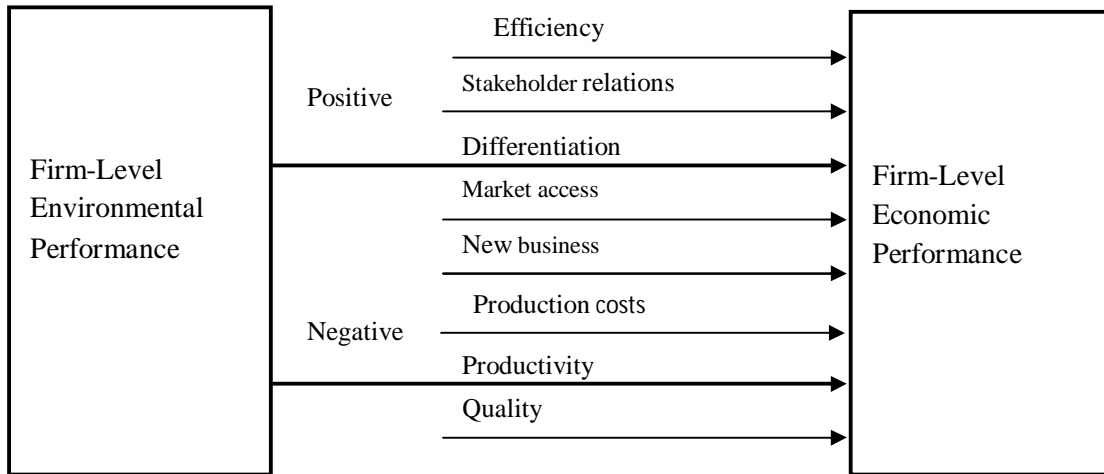 Firm-Level
Environmental
Performance
Positive
Negative
Efficiency
Stakeholder relations
Differentiation
Market access
New business
Production costs
Productivity
Quality
Firm-Level
Economic
Performance